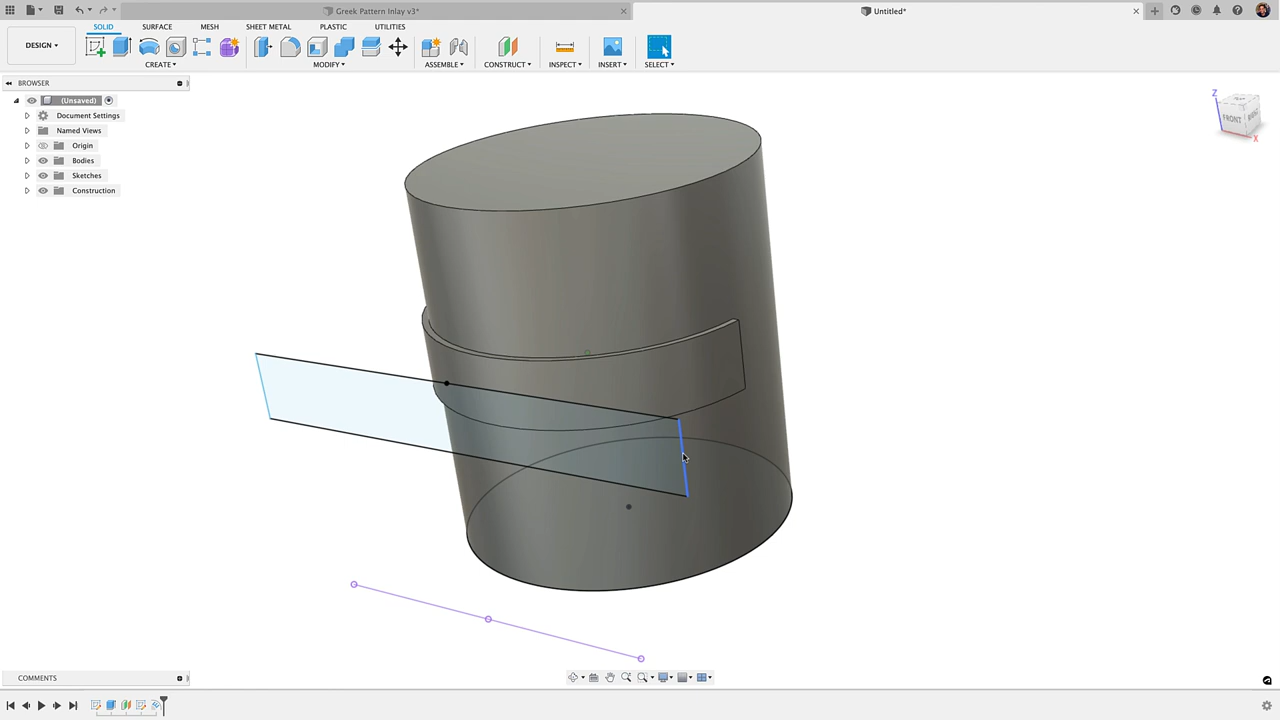 Greek Pattern Inlay v3*
Untitled*
DESIGN
SOLID SURFACE MESH SHEET METAL PLASTIC UTILITIES
CREATE MODIFY ASSEMBLE CONSTRUCT INSPECT INSERT SELECT
BROWSER
(Unsaved)
Document Settings
Named Views
Origin
Bodies
Sketches
Construction
Z
FRONT
RIGHT
X
COMMENTS